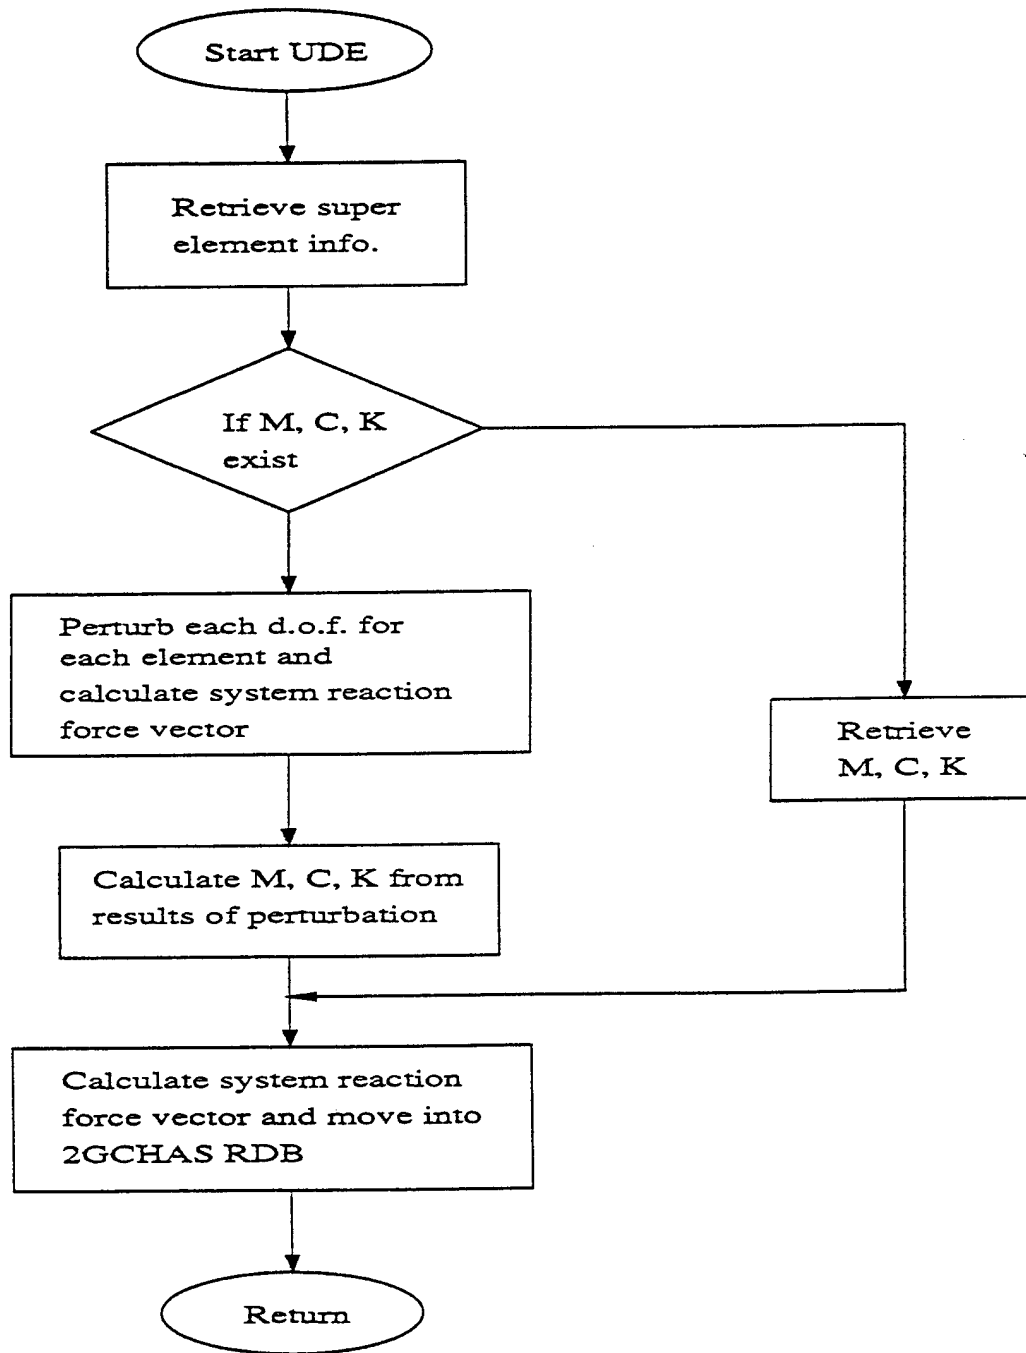 Start UDE
Retrieve super
element info.
If M, C, K
exist
Perturb each d.o.f. for
each element and
calculate system reaction
force vector
Retrieve
M, C, K
Calculate M, C, K from
results of perturbation
Calculate system reaction
force vector and move into
2GCHAS RDB
Return